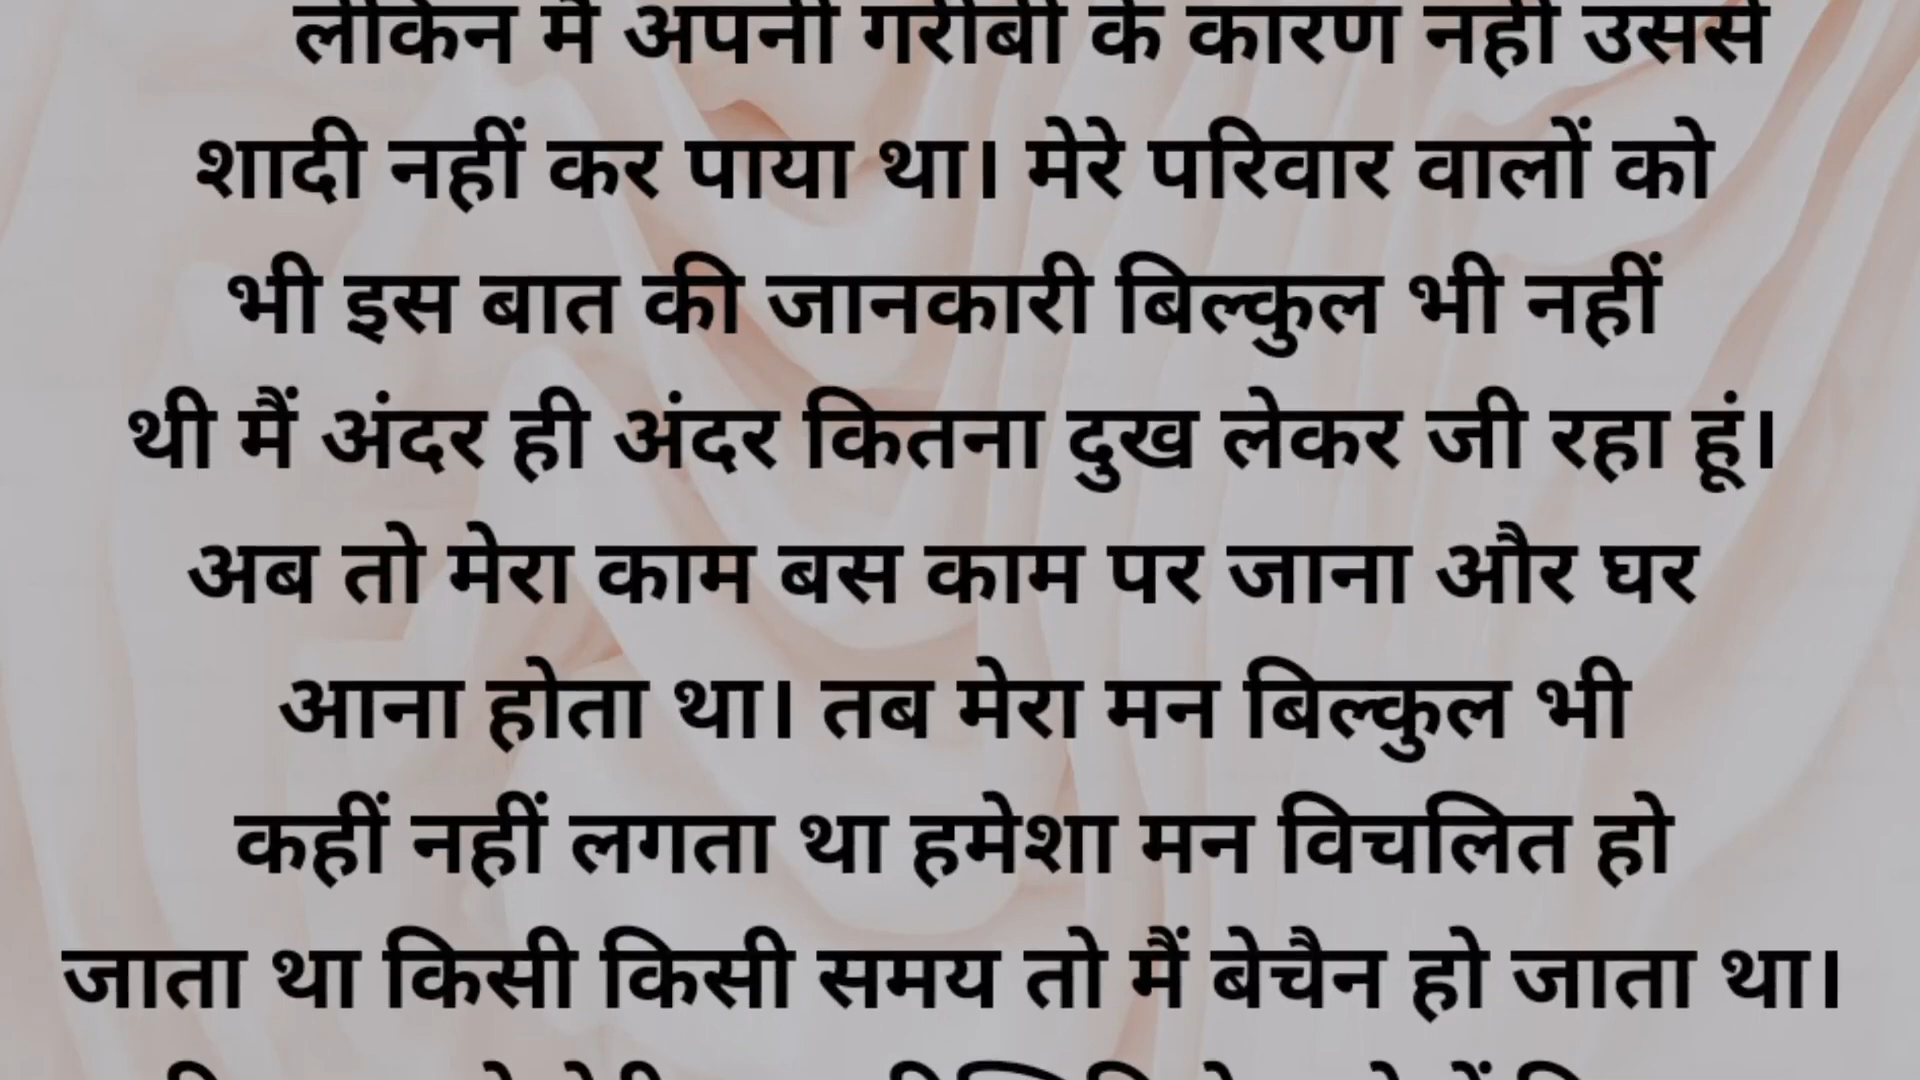 लेकिन मैं अपनी गरीबी के कारण नहीं उससे
शादी नहीं कर पाया था। मेरे परिवार वालों को
भी इस बात की जानकारी बिल्कुल भी नहीं
थी मैं अंदर ही अंदर कितना दुख लेकर जी रहा हूं।
अब तो मेरा काम बस काम पर जाना और घर
आना होता था। तब मेरा मन बिल्कुल भी
कहीं नहीं लगता था हमेशा मन विचलित हो
जाता था किसी किसी समय तो मैं बेचैन हो जाता था।